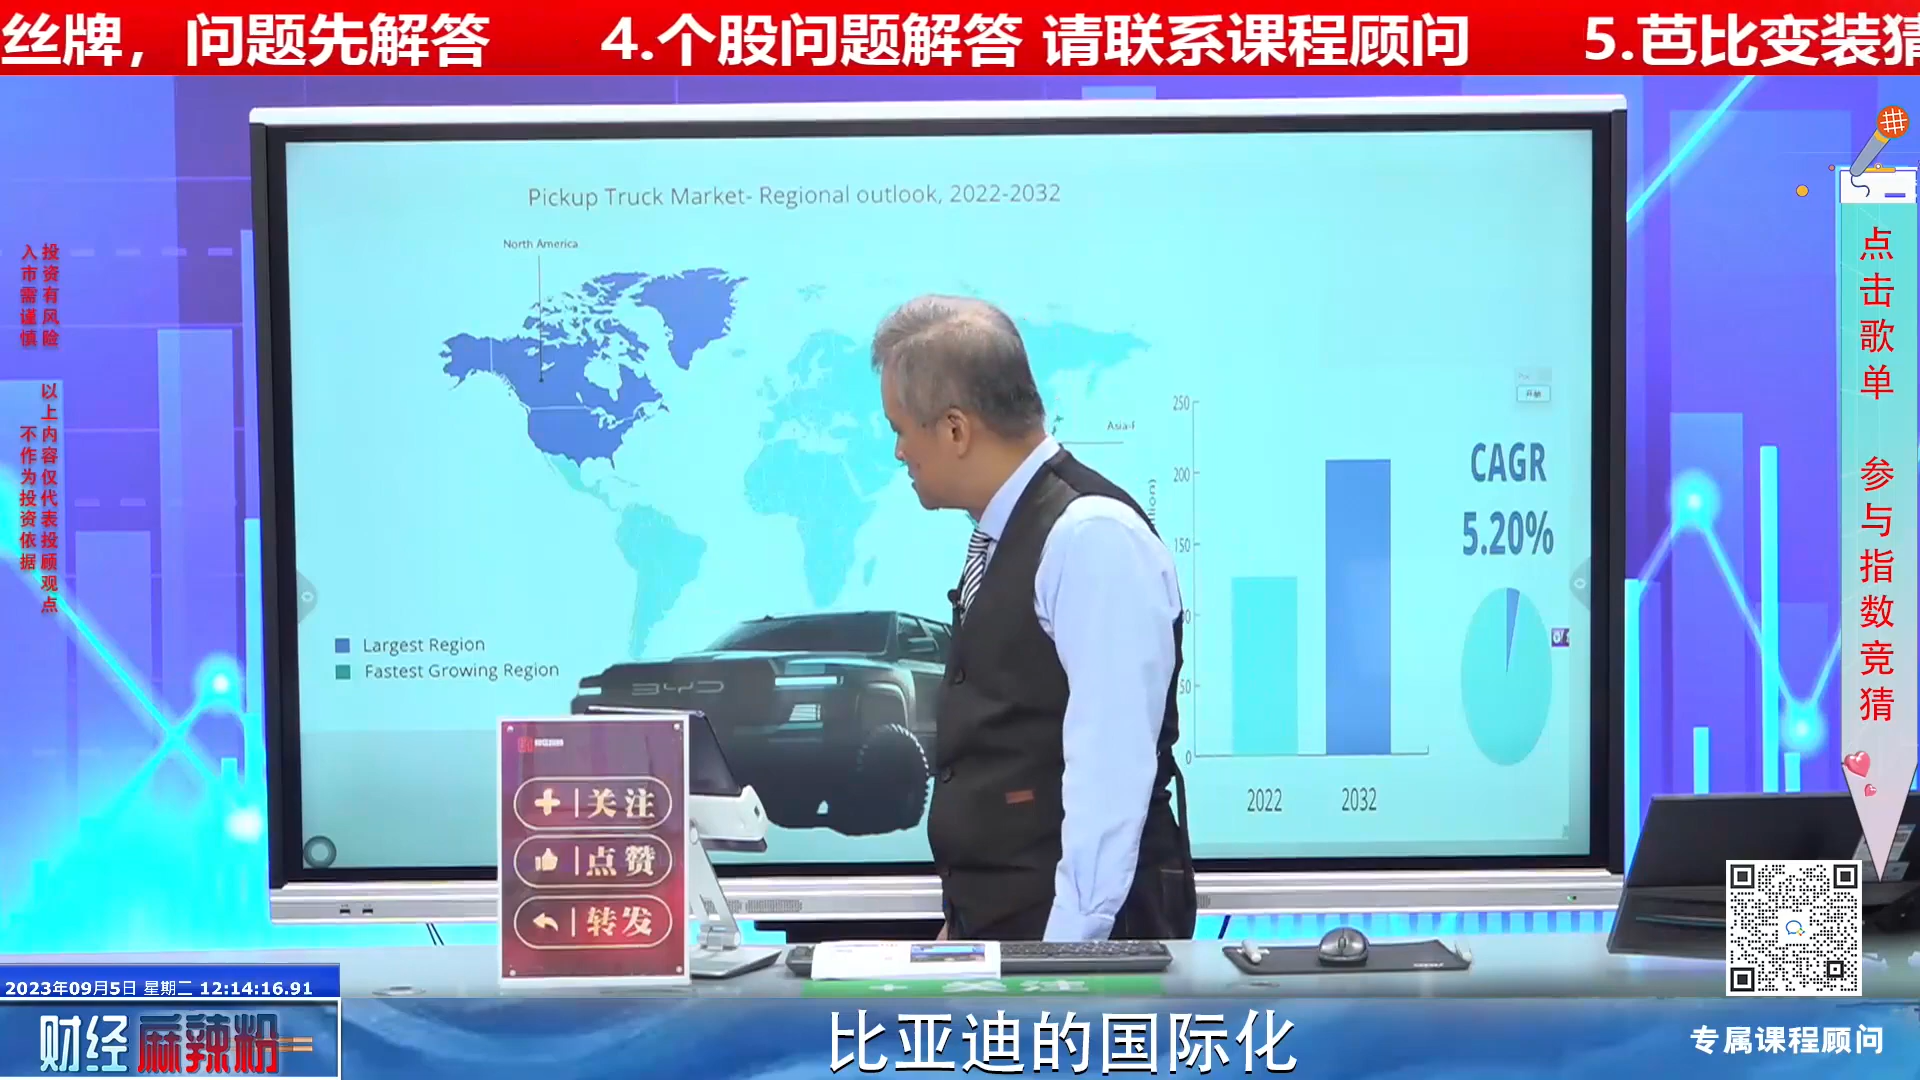 丝牌，问题先解答 4.个股问题解答 请联系课程顾问 5.芭比变装猜
投资有风险
入市需谨慎
以上内容仅代表投顾观点
不作为投资依据
Pickup Truck Market- Regional outlook, 2022-2032
North America
Asia-
Largest Region
Fastest Growing Region
250
200
150
50
0
2022
2032
CAGR
5.20%
开始
BYD
关注
点赞
转发
点击歌单 参与指数竞猜
2023年09月5日 星期二 12:14:16.91
财经麻辣粉
比亚迪的国际化
专属课程顾问